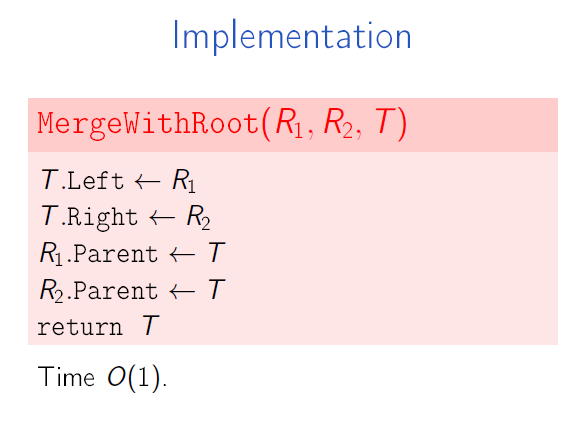 Implementation
MergeWithRoot(R₁, R₂, T)
T.Left ← R₁
T.Right ← R₂
R₁.Parent ← T
R₂.Parent ← T
return T
Time O(1).